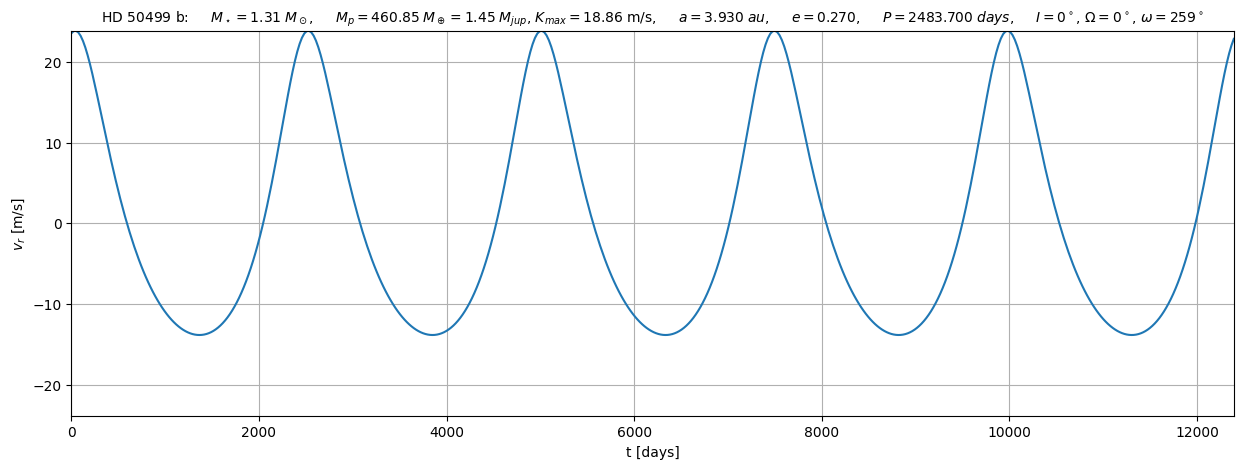 HD 50499 b: M⋆ = 1.31 M⊙, Mp = 460.85 M⊕ = 1.45 Mjup, Kmax = 18.86 m/s, a = 3.930 au, e = 0.270, P = 2483.700 days, I = 0°, Ω = 0°, ω = 259°
20
10
0
−10
−20
vr [m/s]
0 2000 4000 6000 8000 10000 12000
t [days]